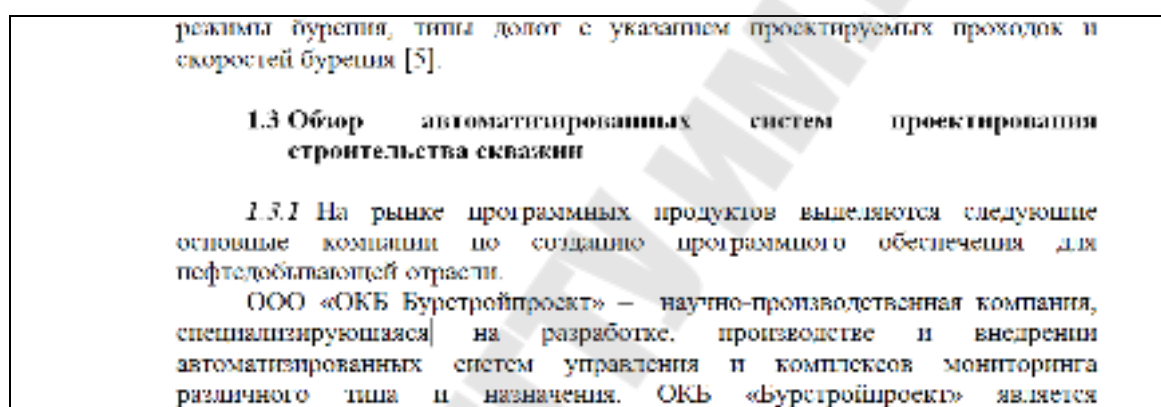 режимы бурения, типы долот с указанием проектируемых проходок и
скоростей бурения [5].
1.3 Обзор автоматизированных систем проектирования
строительства скважин
1.3.1 На рынке программных продуктов выделяются следующие
основные компании по созданию программного обеспечения для
нефтедобывающей отрасли.
ООО «ОКБ Бурстройпроект» – научно-производственная компания,
специализирующаяся на разработке, производстве и внедрении
автоматизированных систем управления и комплексов мониторинга
различного типа и назначения. ОКБ «Бурстройпроект» является